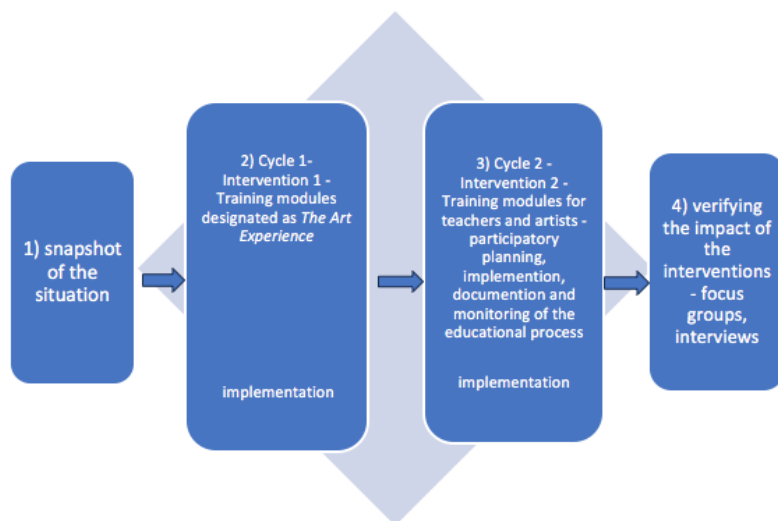 1) snapshot
of the
situation
2) Cycle 1-
Intervention 1 -
Training modules
designated as The Art
Experience
implementation
3) Cycle 2 -
Intervention 2 -
Training modules for
teachers and artists -
participatory
planning,
implemention,
documention and
monitoring of the
educational process
implementation
4) verifying
the impact of
the
interventions
- focus
groups,
interviews